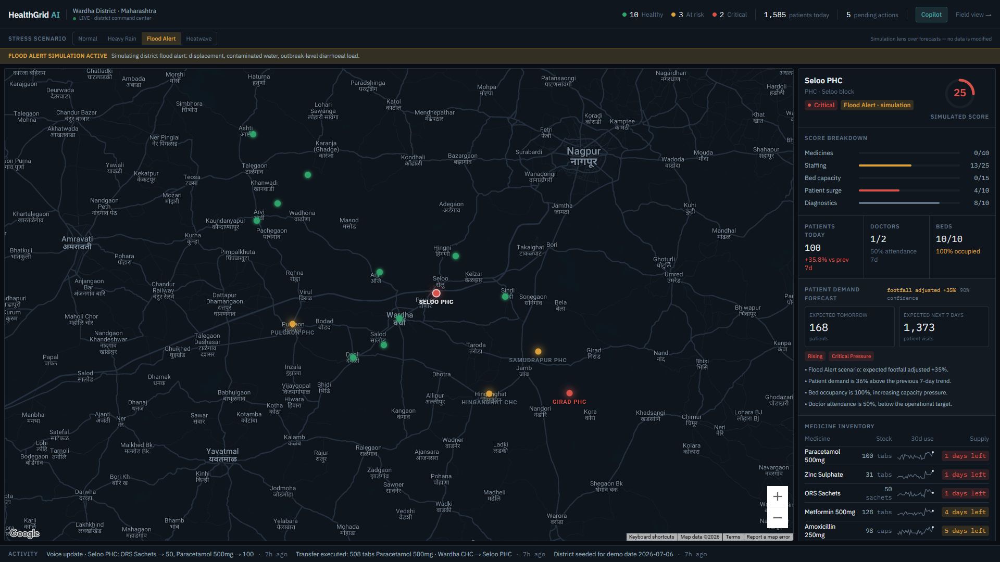 HealthGrid AI
Wardha District · Maharashtra
LIVE · district command center
10 Healthy
3 At risk
2 Critical
1,585 patients today
5 pending actions
Copilot
Field view →
STRESS SCENARIO
Normal
Heavy Rain
Flood Alert
Heatwave
Simulation lens over forecasts — no data is modified
FLOOD ALERT SIMULATION ACTIVE Simulating district flood alert: displacement, contaminated water, outbreak-level diarrhoeal load.
कारंजा बहिराम
Karajgaon
Ghatladki
घाटलाडकी
Ambada
अंबाडा
Morshi
मोर्शी
Haturna
हतुर्णा
Paradshinga
परदशिंग
Mohpa
मोहपा
Patansaongi
पाटणसावंगी
Nagardhan
नगरधाण
Hardoli
हर्डोली
Deurwada
देउरवाडा
Simbhora
सिंभोरा
Katol
काटोल
Lohari
Sawanga
लोहारी सावंगा
Mendhepathar
मेंढेपठार
Talegaon
Mohna
Chandur Bazar
चंदुर बाजार
Koradi
कोराडी
Kamptee
कामठी
Khat
खात
Akhatwada
आखतवाडा
Ashti
Fetri
फेत्री
Ner Pinglai
नेर पिंगळाइ
Karanja
(Ghadge)
कारंजा
Kondhali
कोंढाळी
Bazargaon
बझारगाँव
Surabardi
Nagpur
नागपूर
Wadoda
वाडोदा
Mouda
मौदा
Shahapur
शहापूर
Yawali
यावली
Kekatpur
केकटपूर
Teosa
टवसा
Talegaon
टाळेगांव
Khanwadi
खानवाडी
Wanadongri
वानाडोंगरी
Mozari
मोझरी
Nandgaon
Peth
नांदगाव पेठ
Adegaon
अडेगाव
Jamtha
जामठा
Kuhi
कुही
Khartalegaon
खारतळेगाव
Kaundanyapur
कौन्दाण्यापूर
Arvi
Wadhona
वाढोणा
Pachegaon
पाचेगाव
Masod
मसोड
Mandhal
मांढळ
Amravati
अमरावती
Kurha
कुऱ्हा
Bhatkuli
भातकुली
Pohara
पोहारा
Pimpalkhuta
पिंपळखुटा
Hingni
हिंगणी
Takalghat
टाकळघाट
Bori
Ghoturli
घोटुर्लि
Umred
उमरेड
Rohna
रोह्ना
अंजि
Kelzar
केळझार
Seloo
सेलू
Anjangaon
Bari
अंजनगांव बारि
Chandur
Railway
चंदुर रेलवे
Virul
विरुळ
Dattapur
Dhamangaon
दत्तापूर
धामणगांव
SELOO PHC
Sindi
Sonegaon
सोनेगांव
Bela
बेला
Wardha
वर्धा
Maholi Chor
महोलि चोर
Bhiwapur
भिवापूर
PULGAON PHC
Bodad
बोडद
Salod
सालोड
Nandgaon
Khandeshwar
नांदगाव
खांडेश्वर
Talegaon
Dashasar
टाळेगांव
दशसर
Ghuikhed
घुइखेड
Taroda
तरोडा
Girad
गिराड
Nand
नांद
Kanpa
कंपा
SAMUDRAPUR PHC
Papal
पापल
Salod
सालोड
Dhamak
धमक
Inzala
इंझाला
Dhotra
Jamb
जांब
Bhisi
भिसि
Babhulgaon
बाभुळगांव
Vijaygopal
विजयगोपाळ
Bhidi
भिडि
Hiwara
हिवारा
Allipur
अल्लीपूर
HINGANGHAT CHC
GIRAD PHC
Dhanaj
धनज
Kotha
कोठा
Kangaon
कंगाव
Nandori
नंडोरि
Kora
कोरा
Khadsangi
खडसांगि
Chimur
चिमूर
Lohara BJ
लोहारा Bj
Manbha
मनभा
Ajanti
अजंती
Ner
नेर
Sawar
सवार
Kotamba
कोटांबा
Neri
नेरि
Satefal
साटेफळ
Kalamb
कळंब
Wadner
वाडनेर
Lohi
लोहि
Tarnoli
तर्नोलि
Malkhed Bk.
मल्खेड Bk.
Yavatmal
यवतमाळ
Rajur
राजुर
Ralegaon
राळेगांव
Ajansara
आजनसरा
Ladki
लडकी
Kolara
कोलारा
Bodegaon
बोडेगांव
Bori Kh
बोरि ख
Kinhi
किन्ही
Zadgaon
झाडगांव
Pohana
पोहाणा
Navargaon
नवरगांव
Darwha
दरव्हा
Jodmoha
जोडमोहा
Sawner
सावनेर
Madheli
मढेलि
Shegaon Bk
शेगांव बक
Vedshi
वेडशी
Wadki
वाडकी
Karli
कार्लि
Lakhkhind
लक्खखिंड
Mahagaon
महागडांव
Bhamb
भांब
Yelabara
येलाबारा
Mohada
मोहाडा
Warora
वरोडा
Google
Keyboard shortcuts
Map data ©2026
Terms
Report a map error
Seloo PHC
PHC · Seloo block
Critical
Flood Alert · simulation
25
SIMULATED SCORE
SCORE BREAKDOWN
Medicines 0/40
Staffing 13/25
Bed capacity 0/15
Patient surge 4/10
Diagnostics 8/10
PATIENTS TODAY
100
+35.8% vs prev 7d
DOCTORS
1/2
50% attendance 7d
BEDS
10/10
100% occupied
PATIENT DEMAND FORECAST
footfall adjusted +35% 90% confidence
EXPECTED TOMORROW
168
patients
EXPECTED NEXT 7 DAYS
1,373
patient visits
Rising
Critical Pressure
• Flood Alert scenario: expected footfall adjusted +35%.
• Patient demand is 36% above the previous 7-day trend.
• Bed occupancy is 100%, increasing capacity pressure.
• Doctor attendance is 50%, below the operational target.
MEDICINE INVENTORY
Medicine Stock 30d use Supply
Paracetamol 500mg 100 tabs 1 days left
Zinc Sulphate 31 tabs 1 days left
ORS Sachets 50 sachets 1 days left
Metformin 500mg 128 tabs 4 days left
Amoxicillin 250mg 98 caps 5 days left
ACTIVITY
Voice update · Seloo PHC: ORS Sachets → 50, Paracetamol 500mg → 100 · 7h ago
Transfer executed: 508 tabs Paracetamol 500mg · Wardha CHC → Seloo PHC · 7h ago
District seeded for demo date 2026-07-06 · 7h ago